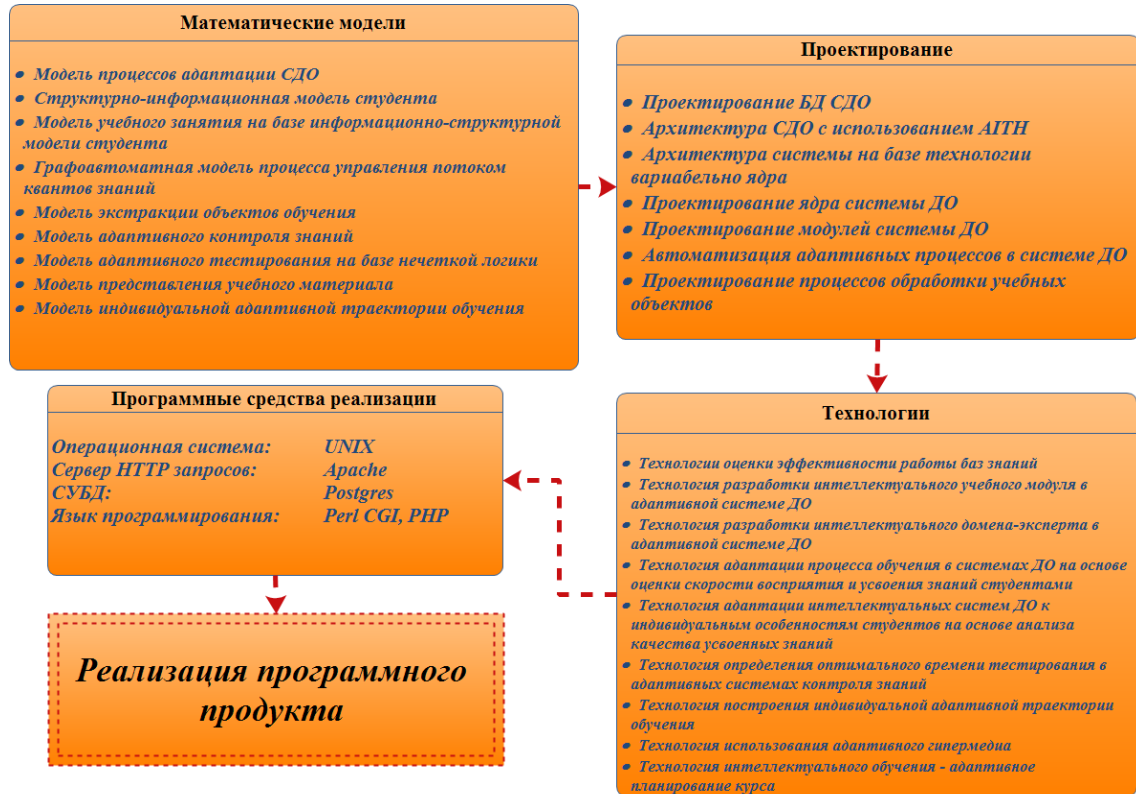 Математические модели
● Модель процессов адаптации СДО
● Структурно-информационная модель студента
● Модель учебного занятия на базе информационно-структурной
модели студента
● Графоавтоматная модель процесса управления потоком
квантов знаний
● Модель экстракции объектов обучения
● Модель адаптивного контроля знаний
● Модель адаптивного тестирования на базе нечеткой логики
● Модель представления учебного материала
● Модель индивидуальной адаптивной траектории обучения
Проектирование
● Проектирование БД СДО
● Архитектура СДО с использованием АІТН
● Архитектура системы на базе технологии
вариабельно ядра
● Проектирование ядра системы ДО
● Проектирование модулей системы ДО
● Автоматизация адаптивных процессов в системе ДО
● Проектирование процессов обработки учебных
объектов
Технологии
● Технологии оценки эффективности работы баз знаний
● Технология разработки интеллектуального учебного модуля в
адаптивной системе ДО
● Технология разработки интеллектуального домена-эксперта в
адаптивной системе ДО
● Технология адаптации процесса обучения в системах ДО на основе
оценки скорости восприятия и усвоения знаний студентами
● Технология адаптации интеллектуальных систем ДО к
индивидуальным особенностям студентов на основе анализа
качества усвоенных знаний
● Технология определения оптимального времени тестирования в
адаптивных системах контроля знаний
● Технология построения индивидуальной адаптивной траектории
обучения
● Технология использования адаптивного гипермедиа
● Технология интеллектуального обучения - адаптивное
планирование курса
Программные средства реализации
Операционная система: UNIX
Сервер HTTP запросов: Apache
СУБД: Postgres
Язык программирования: Perl CGI, PHP
Реализация программного
продукта